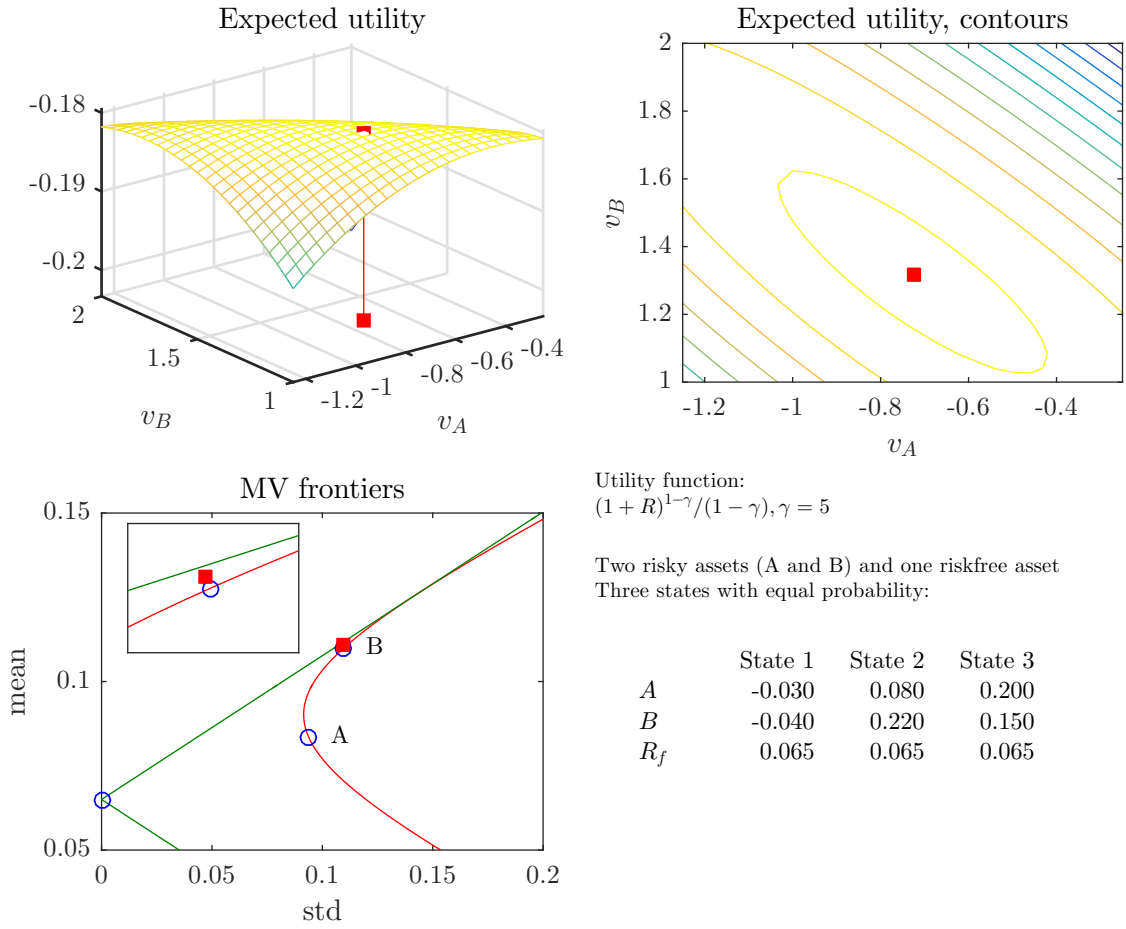 Expected utility
-0.18
-0.19
-0.2
2
1.5
1
-1.2
-1
-0.8
-0.6
-0.4
v_B
v_A
Expected utility, contours
2
1.8
1.6
1.4
1.2
1
v_B
-1.2
-1
-0.8
-0.6
-0.4
v_A
MV frontiers
0.15
0.1
0.05
mean
B
A
0
0.05
0.1
0.15
0.2
std
Utility function:
(1 + R)^{1−γ}/(1 − γ), γ = 5
Two risky assets (A and B) and one riskfree asset
Three states with equal probability:
State 1 State 2 State 3
A -0.030 0.080 0.200
B -0.040 0.220 0.150
R_f 0.065 0.065 0.065